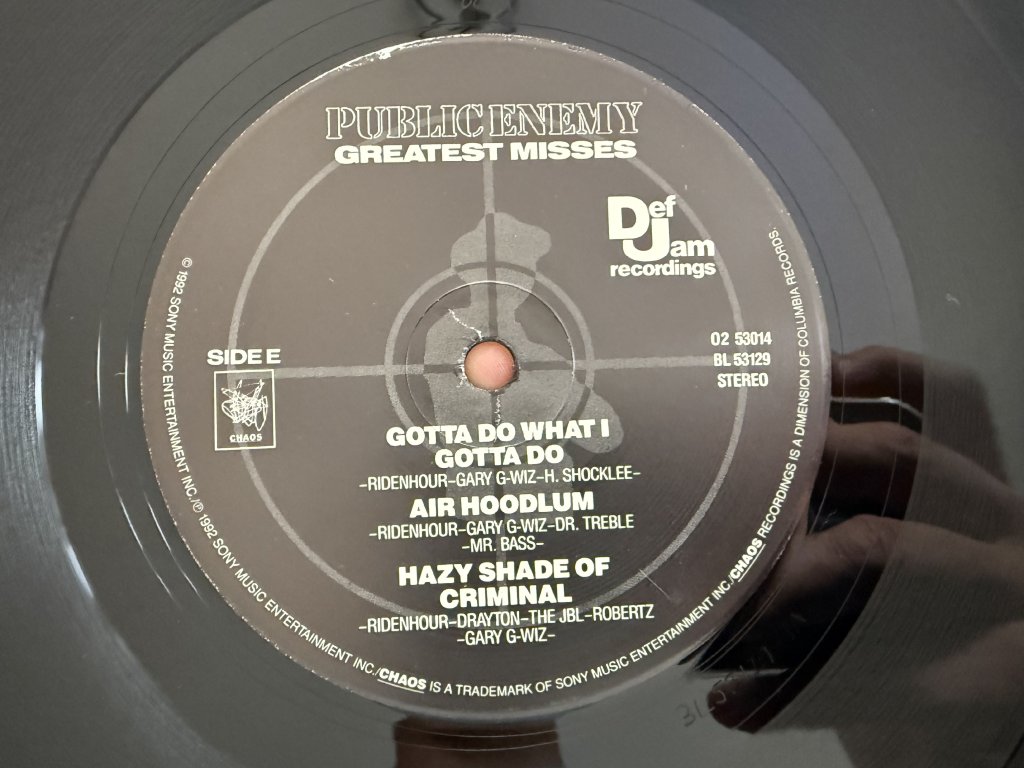 PUBLIC ENEMY
GREATEST MISSES
Def
Jam
recordings
SIDE E
CHAOS
O2 53014
BL 53129
STEREO
GOTTA DO WHAT I
GOTTA DO
-RIDENHOUR-GARY G-WIZ-H. SHOCKLEE-
AIR HOODLUM
-RIDENHOUR-GARY G-WIZ-DR. TREBLE
-MR. BASS-
HAZY SHADE OF
CRIMINAL
-RIDENHOUR-DRAYTON-THE JBL-ROBERTZ
-GARY G-WIZ-
© 1992 SONY MUSIC ENTERTAINMENT INC./℗ 1992 SONY MUSIC ENTERTAINMENT INC./CHAOS IS A TRADEMARK OF SONY MUSIC ENTERTAINMENT INC./CHAOS RECORDINGS IS A DIMENSION OF COLUMBIA RECORDS.